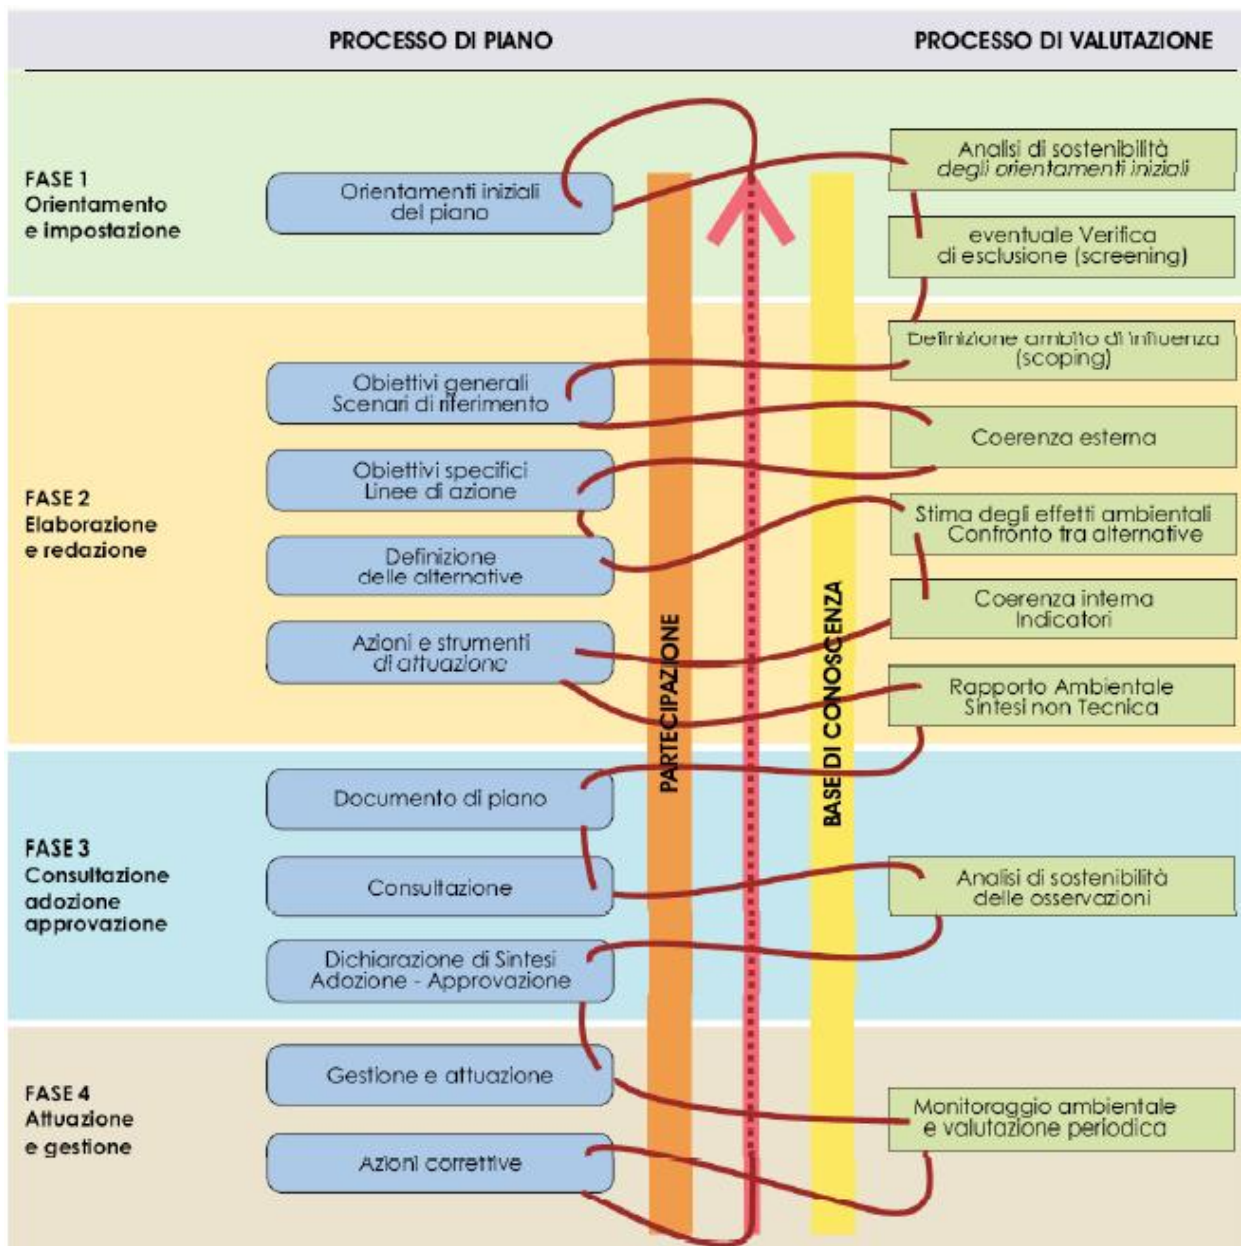 PROCESSO DI PIANO
PROCESSO DI VALUTAZIONE
FASE 1
Orientamento
e impostazione
Orientamenti iniziali
del piano
Analisi di sostenibilità
degli orientamenti iniziali
eventuale Verifica
di esclusione (screening)
FASE 2
Elaborazione
e redazione
Obiettivi generali
Scenari di riferimento
Obiettivi specifici
Linee di azione
Definizione
delle alternative
Azioni e strumenti
di attuazione
Definizione ambito di influenza
(scoping)
Coerenza esterna
Stima degli effetti ambientali
Confronto tra alternative
Coerenza interna
Indicatori
Rapporto Ambientale
Sintesi non Tecnica
PARTECIPAZIONE
BASE DI CONOSCENZA
FASE 3
Consultazione
adozione
approvazione
Documento di piano
Consultazione
Dichiarazione di Sintesi
Adozione - Approvazione
Analisi di sostenibilità
delle osservazioni
FASE 4
Attuazione
e gestione
Gestione e attuazione
Azioni correttive
Monitoraggio ambientale
e valutazione periodica